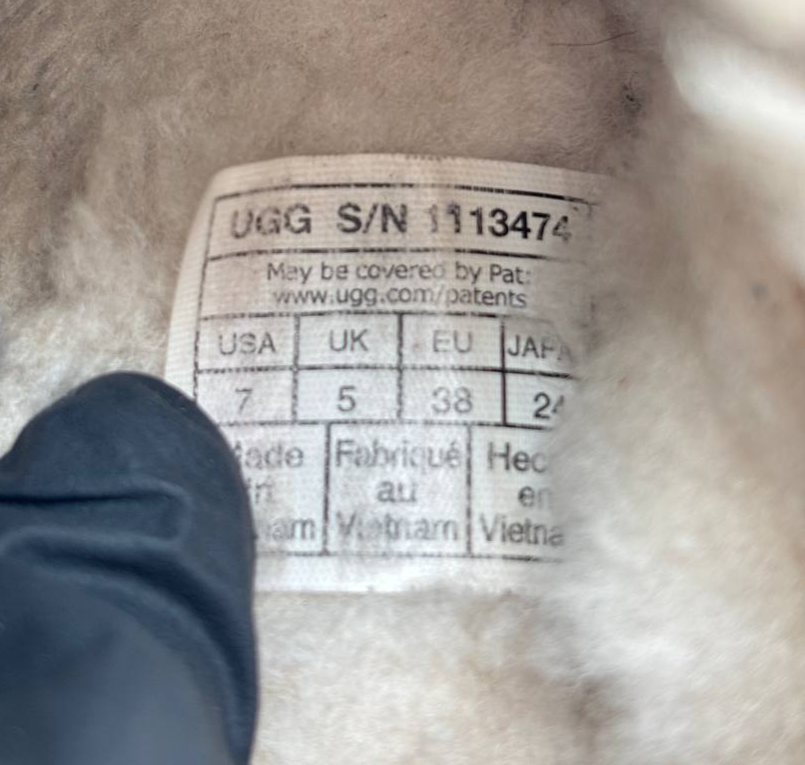 UGG S/N 1113474
May be covered by Pat:
www.ugg.com/patents
USA UK EU
7 5 38
Fabriqué
au
Vietnam